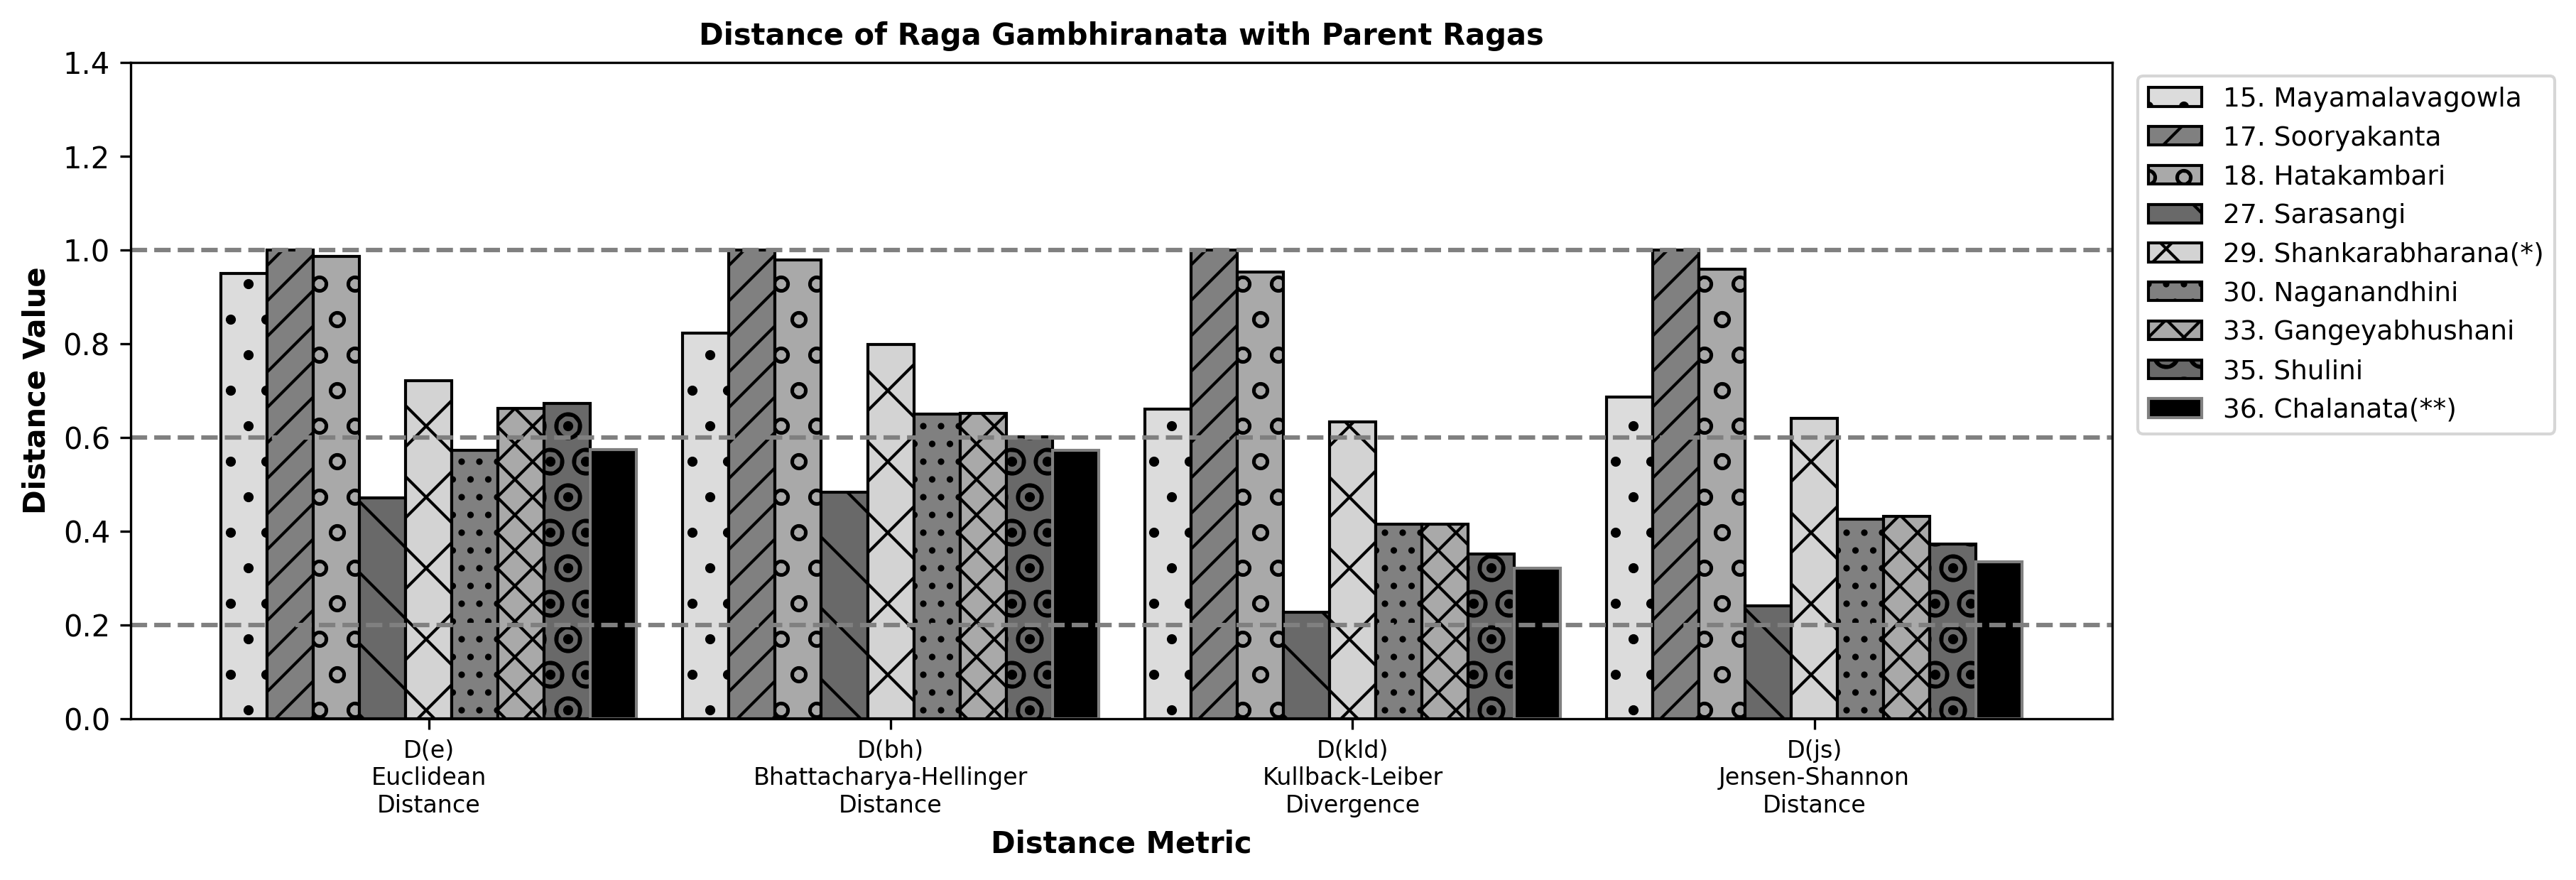 Distance of Raga Gambhiranata with Parent Ragas
Distance Value
1.4
1.2
1.0
0.8
0.6
0.4
0.2
0.0
D(e)
Euclidean
Distance
D(bh)
Bhattacharya-Hellinger
Distance
D(kld)
Kullback-Leiber
Divergence
D(js)
Jensen-Shannon
Distance
Distance Metric
15. Mayamalavagowla
17. Sooryakanta
18. Hatakambari
27. Sarasangi
29. Shankarabharana(*)
30. Naganandhini
33. Gangeyabhushani
35. Shulini
36. Chalanata(**)